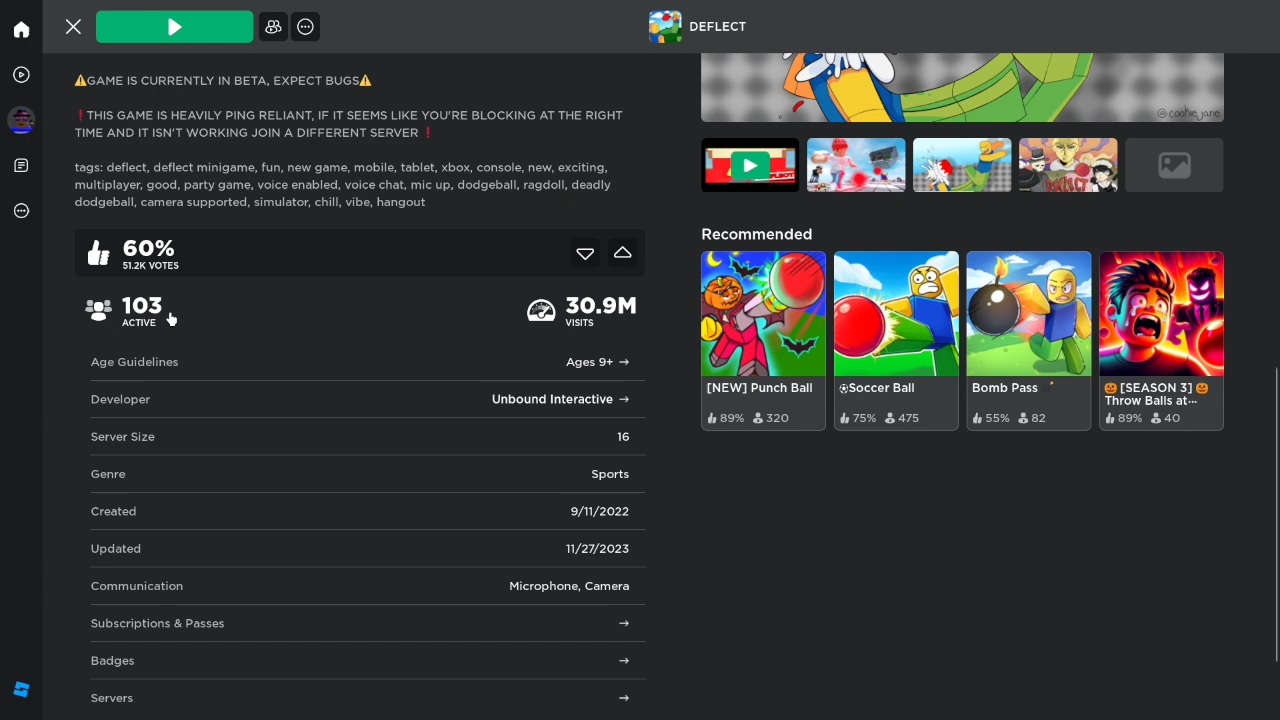 DEFLECT
⚠️GAME IS CURRENTLY IN BETA, EXPECT BUGS⚠️
❗THIS GAME IS HEAVILY PING RELIANT, IF IT SEEMS LIKE YOU'RE BLOCKING AT THE RIGHT
TIME AND IT ISN'T WORKING JOIN A DIFFERENT SERVER ❗
tags: deflect, deflect minigame, fun, new game, mobile, tablet, xbox, console, new, exciting,
multiplayer, good, party game, voice enabled, voice chat, mic up, dodgeball, ragdoll, deadly
dodgeball, camera supported, simulator, chill, vibe, hangout
60%
51.2K VOTES
103
ACTIVE
30.9M
VISITS
Age Guidelines
Ages 9+ →
Developer
Unbound Interactive →
Server Size
16
Genre
Sports
Created
9/11/2022
Updated
11/27/2023
Communication
Microphone, Camera
Subscriptions & Passes →
Badges →
Servers →
@cookiejane
Recommended
[NEW] Punch Ball
89% 320
⚽Soccer Ball
75% 475
Bomb Pass
55% 82
🎃 [SEASON 3] 🎃
Throw Balls at...
89% 40